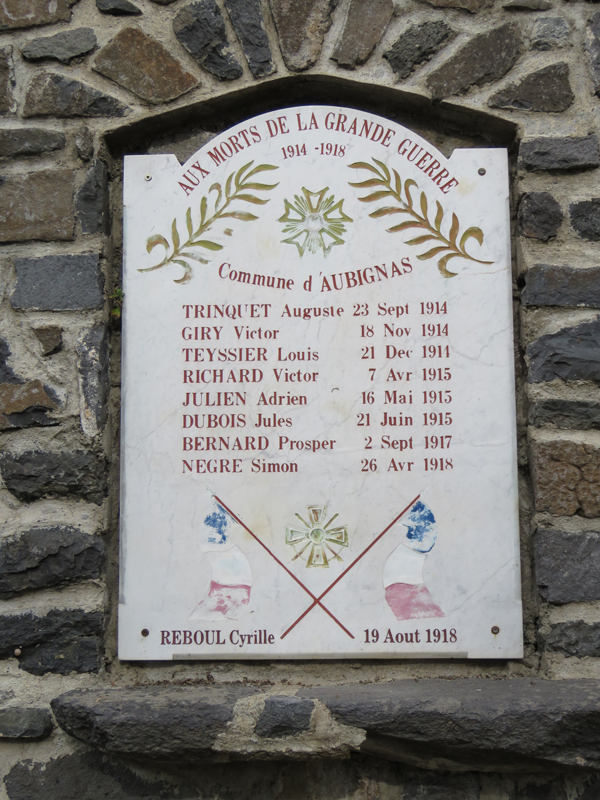 AUX MORTS DE LA GRANDE GUERRE
1914 - 1918
Commune d'AUBIGNAS
TRINQUET Auguste 23 Sept 1914
GIRY Victor 18 Nov 1914
TEYSSIER Louis 21 Dec 1914
RICHARD Victor 7 Avr 1915
JULIEN Adrien 16 Mai 1915
DUBOIS Jules 21 Juin 1915
BERNARD Prosper 2 Sept 1917
NEGRE Simon 26 Avr 1918
REBOUL Cyrille 19 Aout 1918